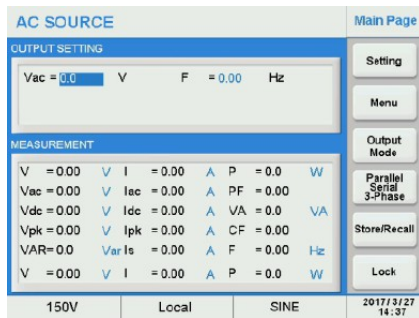 AC SOURCE
Main Page
OUTPUT SETTING
Vac = 0.0 V F = 0.00 Hz
Setting
Menu
Output
Mode
MEASUREMENT
V = 0.00 V I = 0.00 A P = 0.0 W
Vac = 0.00 V Iac = 0.00 A PF = 0.00
Vdc = 0.00 V Idc = 0.00 A VA = 0.0 VA
Vpk = 0.00 V Ipk = 0.00 A CF = 0.00
VAR= 0.0 Var Is = 0.00 A F = 0.00 Hz
V = 0.00 V I = 0.00 A P = 0.0 W
Parallel
Serial
3-Phase
Store/Recall
Lock
150V Local SINE
2017/3/27
14:37